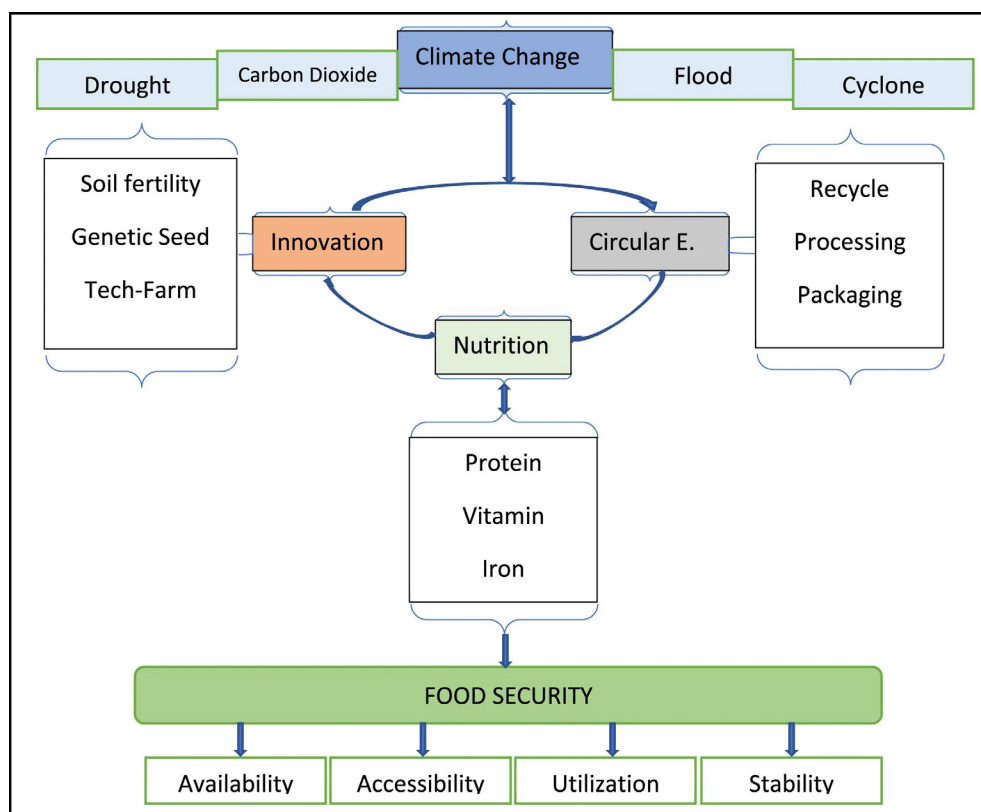 Climate Change
Drought
Carbon Dioxide
Flood
Cyclone
Soil fertility
Genetic Seed
Tech-Farm
Innovation
Circular E.
Recycle
Processing
Packaging
Nutrition
Protein
Vitamin
Iron
FOOD SECURITY
Availability
Accessibility
Utilization
Stability